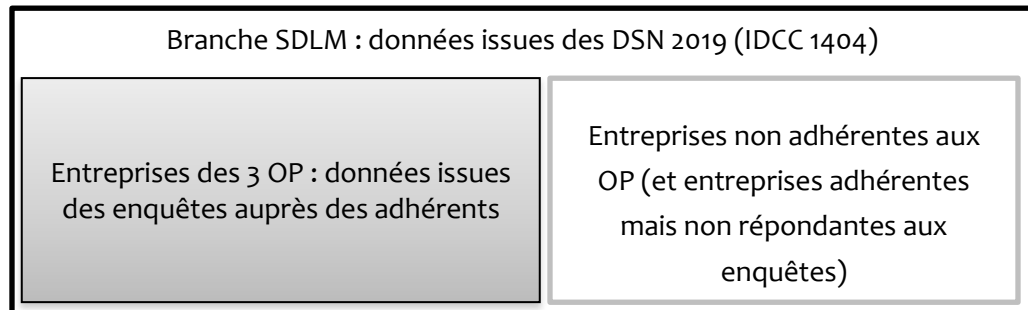 Branche SDLM : données issues des DSN 2019 (IDCC 1404)
Entreprises des 3 OP : données issues
des enquêtes auprès des adhérents
Entreprises non adhérentes aux
OP (et entreprises adhérentes
mais non répondantes aux
enquêtes)